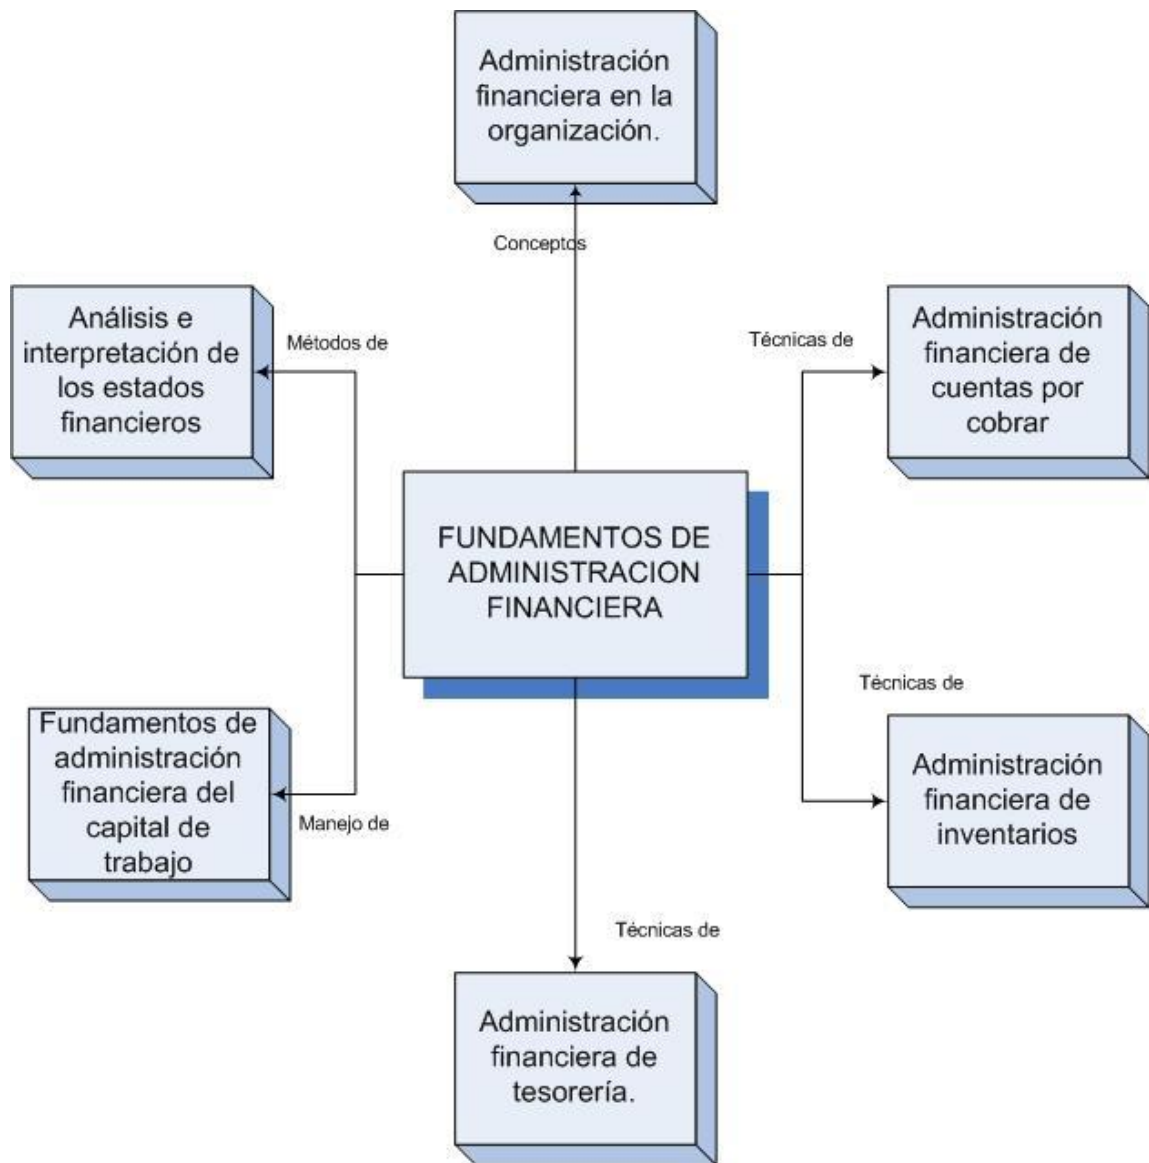 Administración
financiera en la
organización.
Conceptos
Análisis e
interpretación de
los estados
financieros
Métodos de
Técnicas de
Administración
financiera de
cuentas por
cobrar
FUNDAMENTOS DE
ADMINISTRACION
FINANCIERA
Fundamentos de
administración
financiera del
capital de
trabajo
Manejo de
Técnicas de
Administración
financiera de
inventarios
Técnicas de
Administración
financiera de
tesorería.